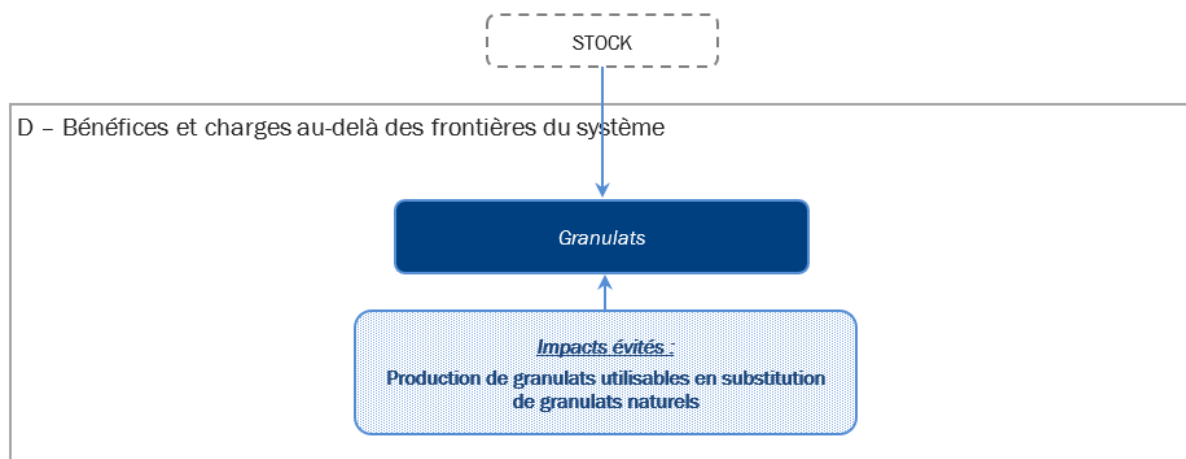 STOCK
D – Bénéfices et charges au-delà des frontières du système
Granulats
Impacts évités :
Production de granulats utilisables en substitution
de granulats naturels